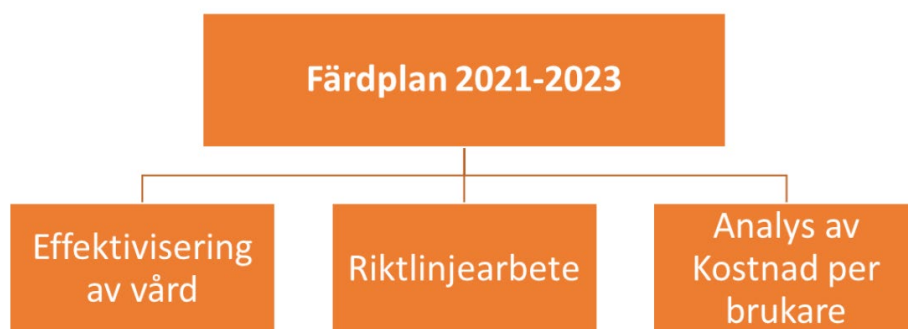 Färdplan 2021-2023
Effektivisering
av vård
Riktlinjearbete
Analys av
Kostnad per
brukare